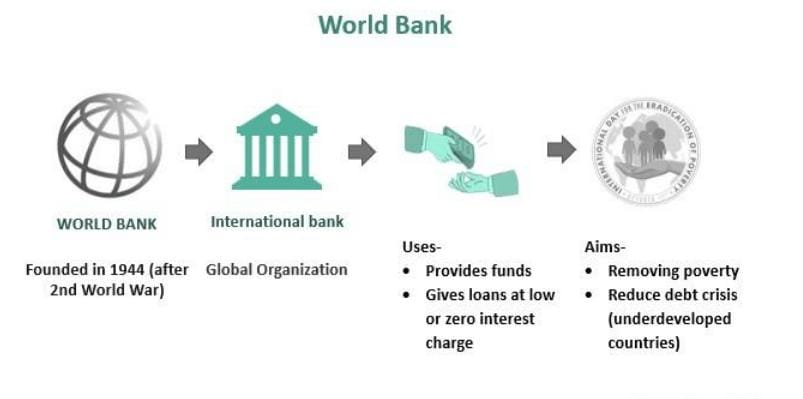 World Bank
WORLD BANK
Founded in 1944 (after
2nd World War)
International bank
Global Organization
Uses-
• Provides funds
• Gives loans at low
or zero interest
charge
INTERNATIONAL DAY FOR THE ERADICATION OF POVERTY
Aims-
• Removing poverty
• Reduce debt crisis
(underdeveloped
countries)